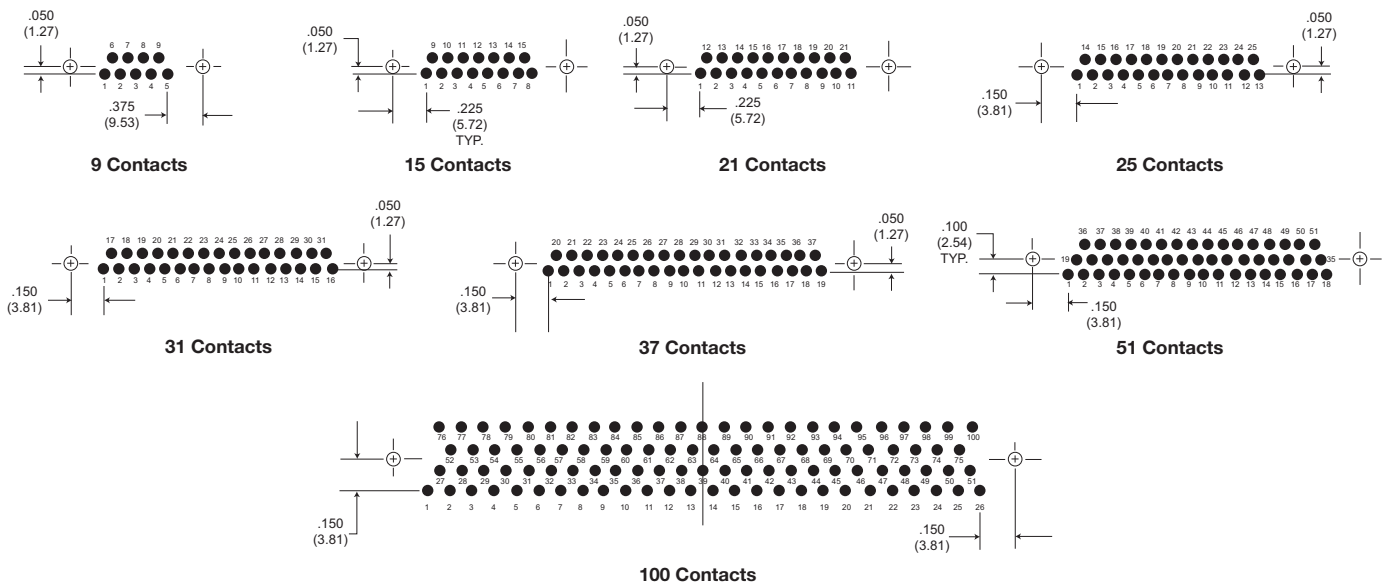 .050
(1.27)
6 7 8 9
1 2 3 4 5
.375
(9.53)
9 Contacts
.050
(1.27)
9 10 11 12 13 14 15
1 2 3 4 5 6 7 8
.225
(5.72)
TYP.
15 Contacts
.050
(1.27)
12 13 14 15 16 17 18 19 20 21
1 2 3 4 5 6 7 8 9 10 11
.225
(5.72)
21 Contacts
.050
(1.27)
14 15 16 17 18 19 20 21 22 23 24 25
1 2 3 4 5 6 7 8 9 10 11 12 13
.150
(3.81)
25 Contacts
.050
(1.27)
17 18 19 20 21 22 23 24 25 26 27 28 29 30 31
1 2 3 4 5 6 7 8 9 10 11 12 13 14 15 16
.150
(3.81)
31 Contacts
.050
(1.27)
20 21 22 23 24 25 26 27 28 29 30 31 32 33 34 35 36 37
1 2 3 4 5 6 7 8 9 10 11 12 13 14 15 16 17 18 19
.150
(3.81)
37 Contacts
.100
(2.54)
TYP.
36 37 38 39 40 41 42 43 44 45 46 47 48 49 50 51
19 35
1 2 3 4 5 6 7 8 9 10 11 12 13 14 15 16 17 18
.150
(3.81)
51 Contacts
76 77 78 79 80 81 82 83 84 85 86 87 88 89 90 91 92 93 94 95 96 97 98 99 100
52 53 54 55 56 57 58 59 60 61 62 63 64 65 66 67 68 69 70 71 72 73 74 75
27 28 29 30 31 32 33 34 35 36 37 38 39 40 41 42 43 44 45 46 47 48 49 50 51
1 2 3 4 5 6 7 8 9 10 11 12 13 14 15 16 17 18 19 20 21 22 23 24 25 26
.150
(3.81)
.150
(3.81)
100 Contacts